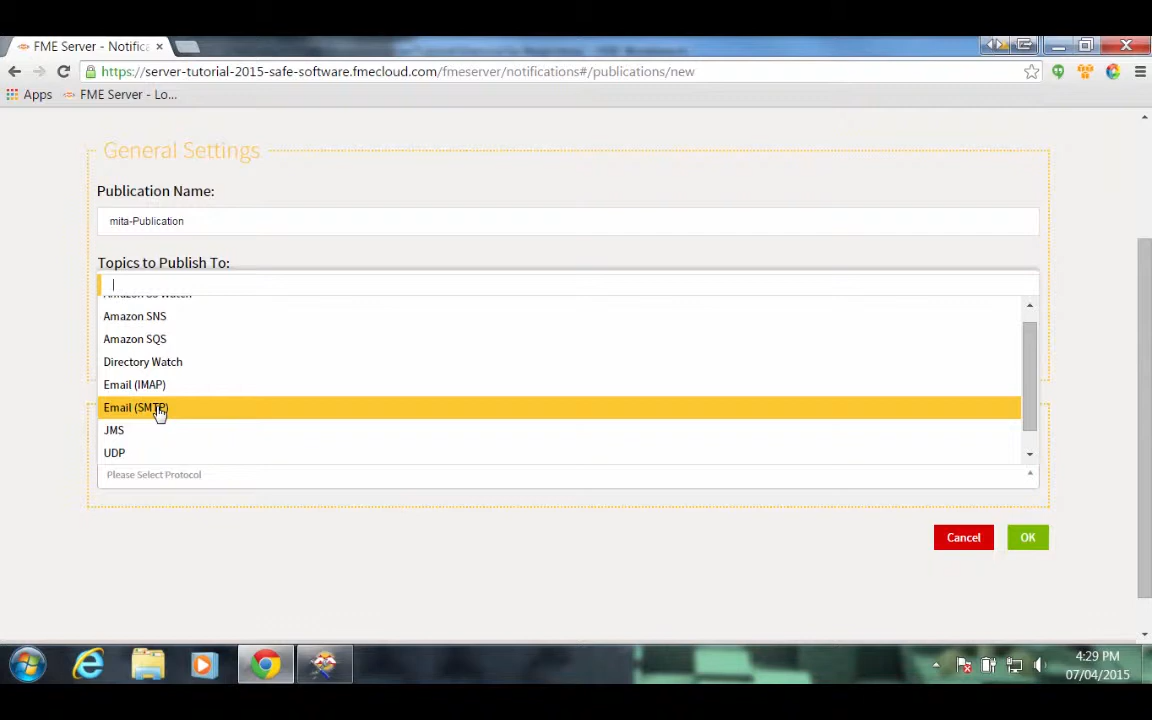 FME Server - Notifica
https://server-tutorial-2015-safe-software.fmecloud.com/fmeserver/notifications#/publications/new
Apps FME Server - Lo...
General Settings
Publication Name:
mita-Publication
Topics to Publish To:
Amazon SNS
Amazon SQS
Directory Watch
Email (IMAP)
Email (SMTP)
JMS
UDP
Please Select Protocol
Cancel OK
4:29 PM
07/04/2015